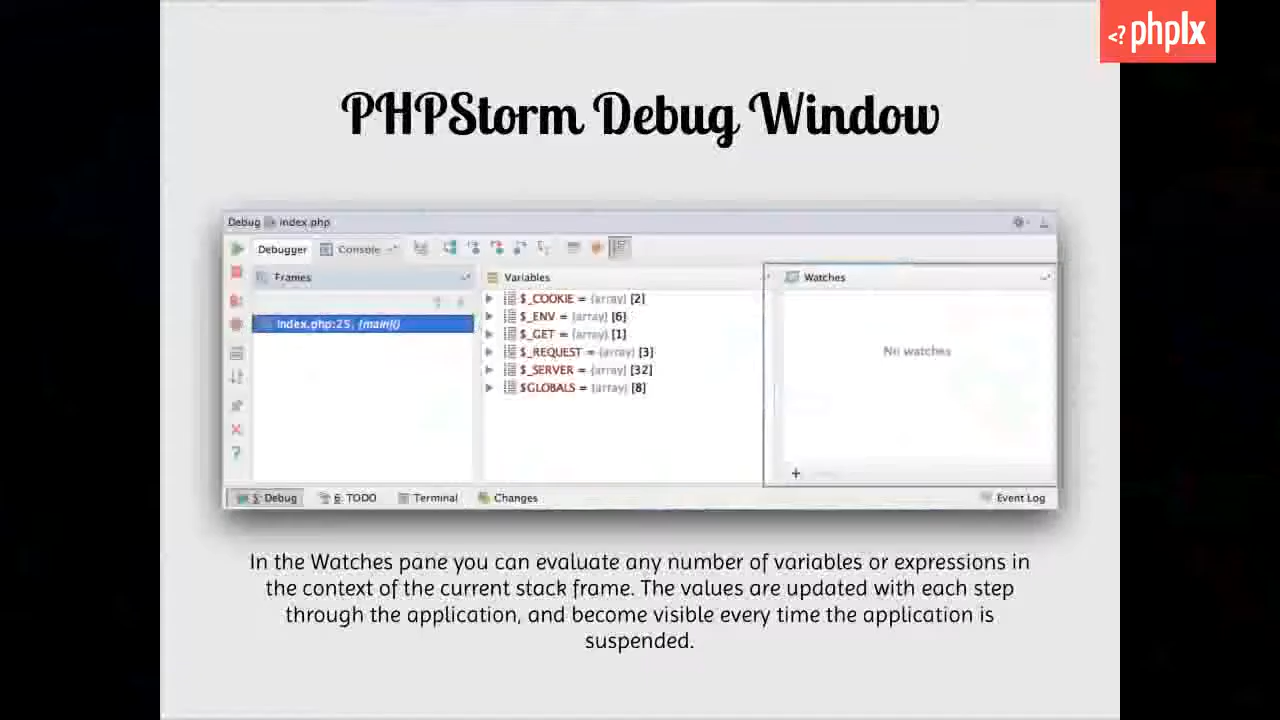 <? phplx
PHPStorm Debug Window
Debug index.php
Debugger Console
Frames
Variables
Watches
index.php:25, {main}()
$_COOKIE = {array} [2]
$_ENV = {array} [6]
$_GET = {array} [1]
$_REQUEST = {array} [3]
$_SERVER = {array} [32]
$GLOBALS = {array} [8]
No watches
+
?
5: Debug 6: TODO Terminal Changes Event Log
In the Watches pane you can evaluate any number of variables or expressions in
the context of the current stack frame. The values are updated with each step
through the application, and become visible every time the application is
suspended.